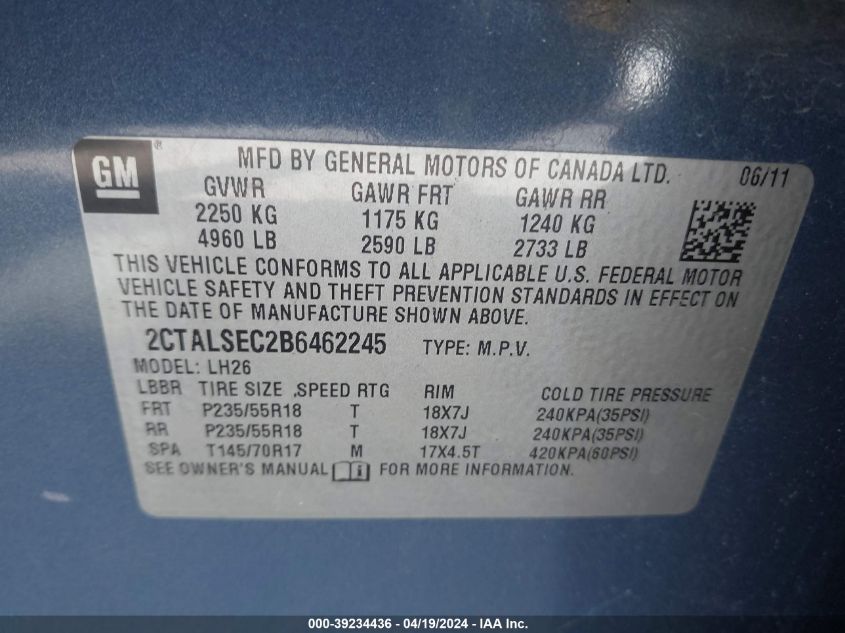 GM®
MFD BY GENERAL MOTORS OF CANADA LTD. 06/11
GVWR GAWR FRT GAWR RR
2250 KG 1175 KG 1240 KG
4960 LB 2590 LB 2733 LB
THIS VEHICLE CONFORMS TO ALL APPLICABLE U.S. FEDERAL MOTOR
VEHICLE SAFETY AND THEFT PREVENTION STANDARDS IN EFFECT ON
THE DATE OF MANUFACTURE SHOWN ABOVE.
2CTALSEC2B6462245 TYPE: M.P.V.
MODEL: LH26
LBBR TIRE SIZE ,SPEED RTG RIM COLD TIRE PRESSURE
FRT P235/55R18 T 18X7J 240KPA(35PSI)
RR P235/55R18 T 18X7J 240KPA(35PSI)
SPA T145/70R17 M 17X4.5T 420KPA(60PSI)
SEE OWNER'S MANUAL FOR MORE INFORMATION.
000-39234436 - 04/19/2024 - IAA Inc.